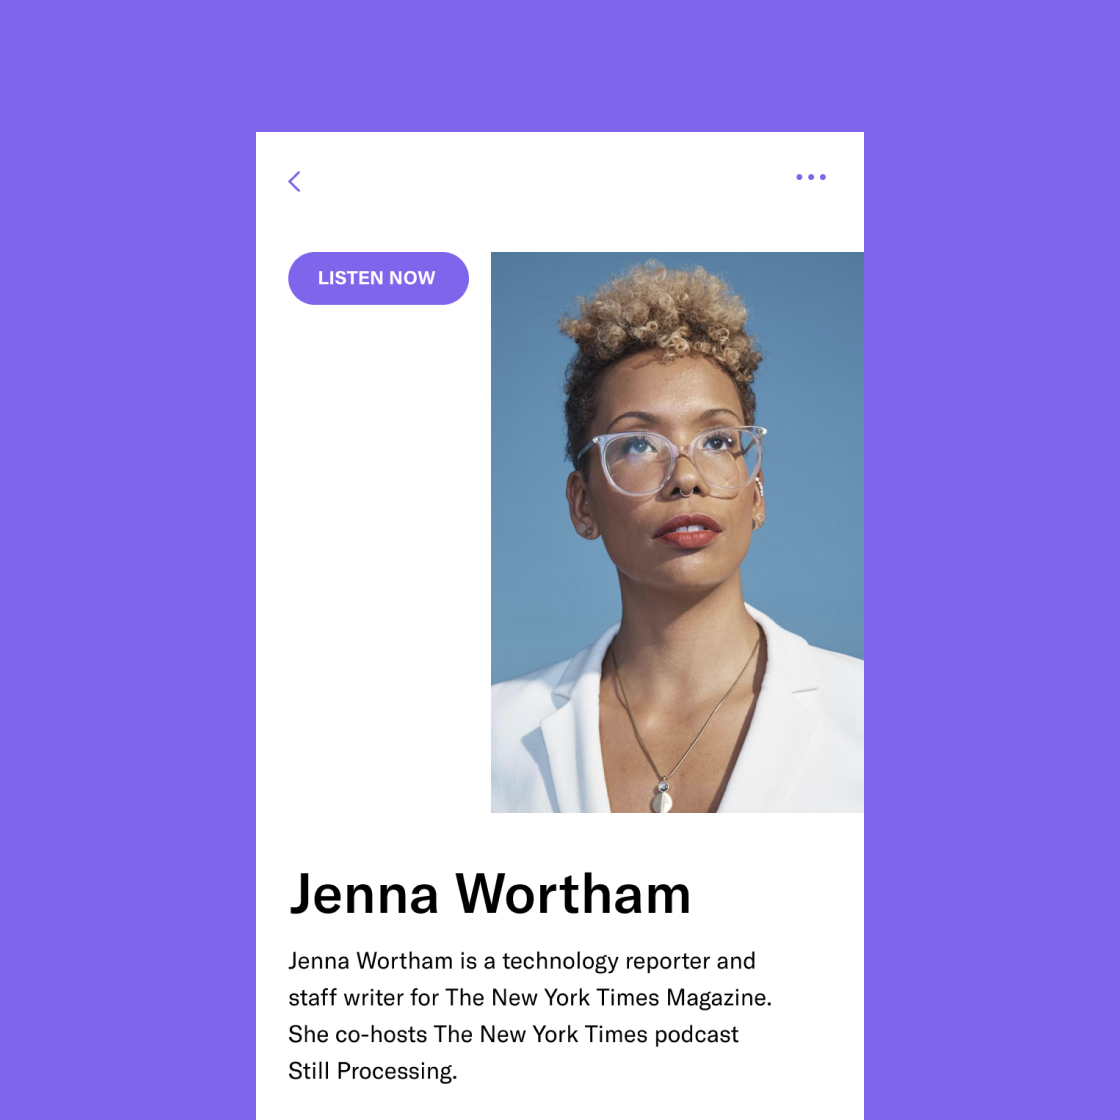 LISTEN NOW
Jenna Wortham
Jenna Wortham is a technology reporter and
staff writer for The New York Times Magazine.
She co-hosts The New York Times podcast
Still Processing.